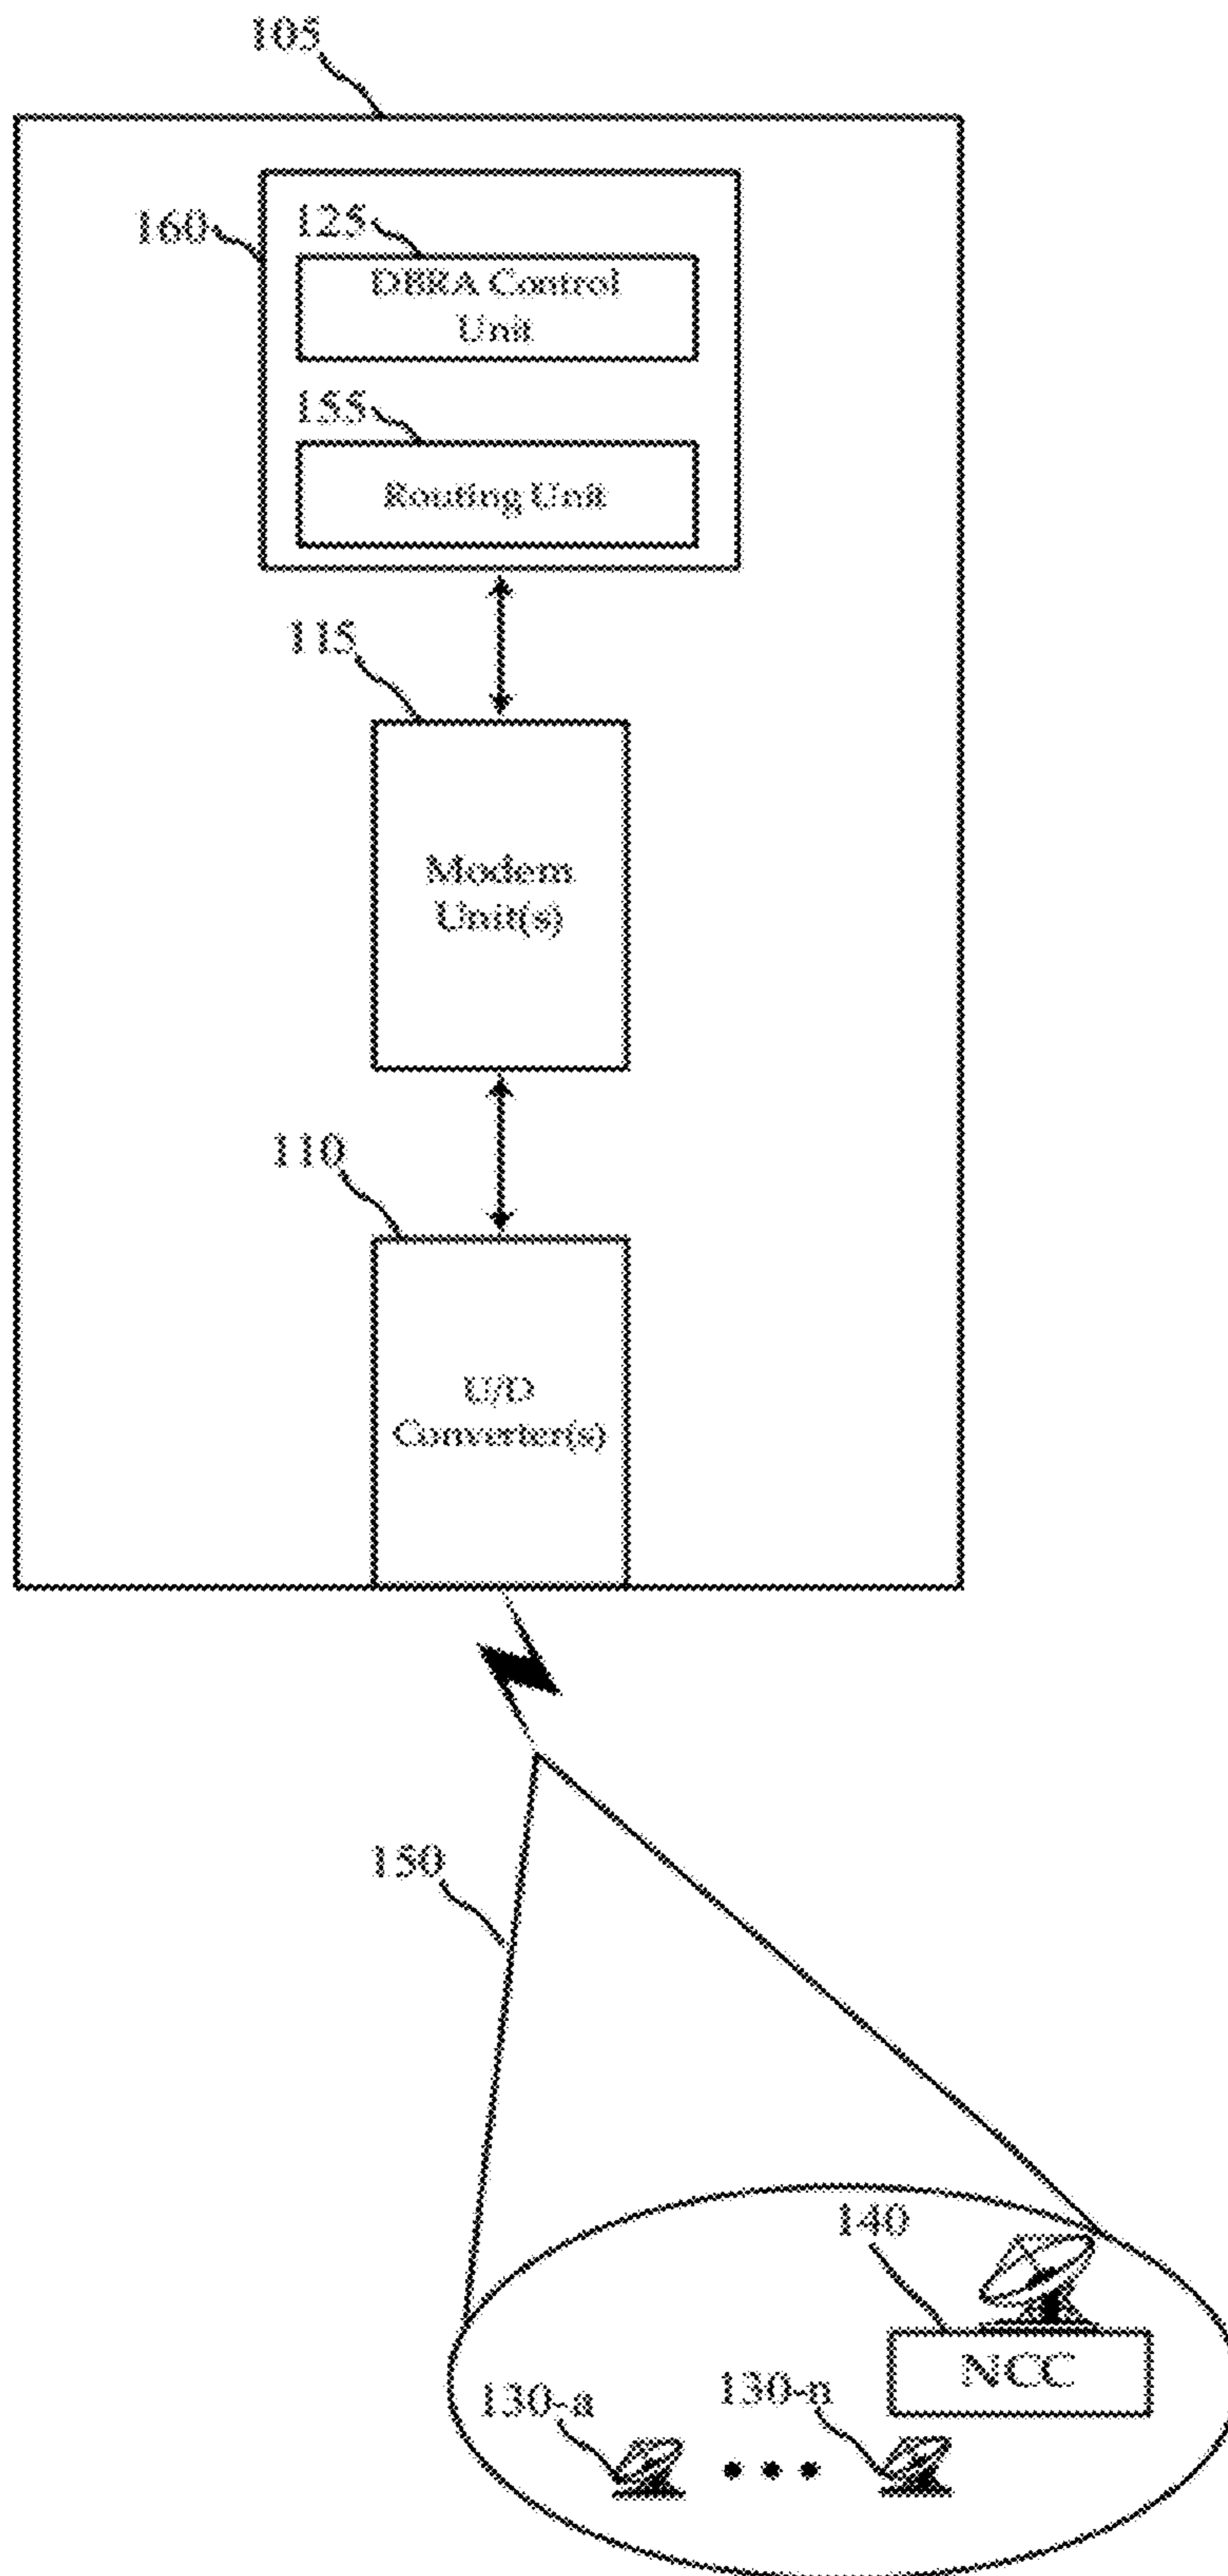 105
160
125
DBRA Control
Unit
155
Routing Unit
115
Modem
Unit(s)
110
U/D
Converter(s)
150
140
NCC
130-a
130-n